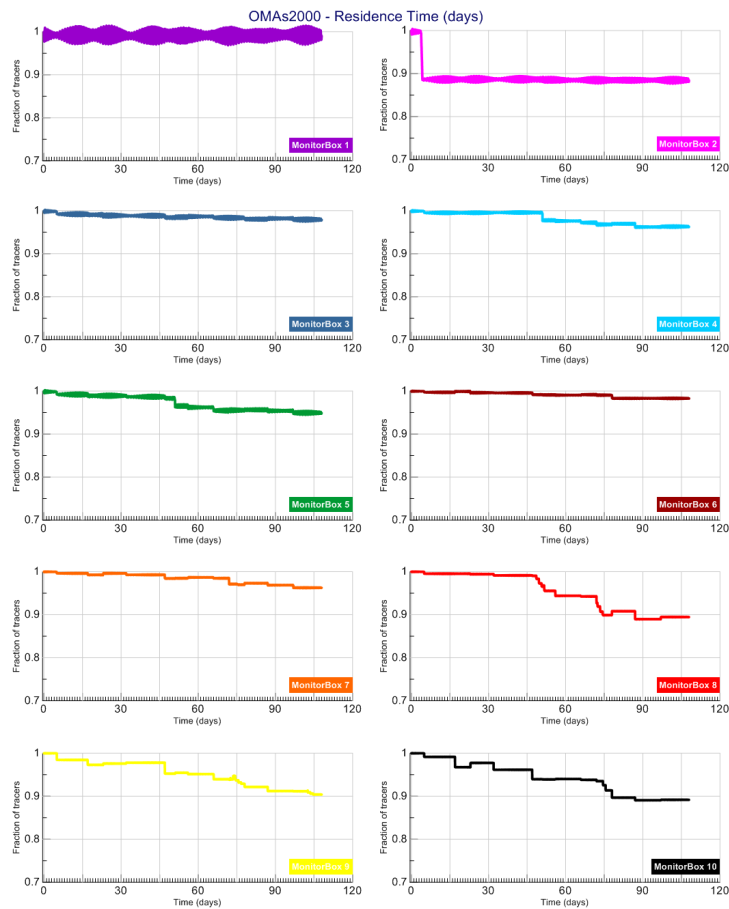 OMAs2000 - Residence Time (days)
1
0.9
0.8
0.7
Fraction of tracers
0 30 60 90 120
Time (days)
MonitorBox 1
1
0.9
0.8
0.7
Fraction of tracers
0 30 60 90 120
Time (days)
MonitorBox 2
1
0.9
0.8
0.7
Fraction of tracers
0 30 60 90 120
Time (days)
MonitorBox 3
1
0.9
0.8
0.7
Fraction of tracers
0 30 60 90 120
Time (days)
MonitorBox 4
1
0.9
0.8
0.7
Fraction of tracers
0 30 60 90 120
Time (days)
MonitorBox 5
1
0.9
0.8
0.7
Fraction of tracers
0 30 60 90 120
Time (days)
MonitorBox 6
1
0.9
0.8
0.7
Fraction of tracers
0 30 60 90 120
Time (days)
MonitorBox 7
1
0.9
0.8
0.7
Fraction of tracers
0 30 60 90 120
Time (days)
MonitorBox 8
1
0.9
0.8
0.7
Fraction of tracers
0 30 60 90 120
Time (days)
MonitorBox 9
1
0.9
0.8
0.7
Fraction of tracers
0 30 60 90 120
Time (days)
MonitorBox 10